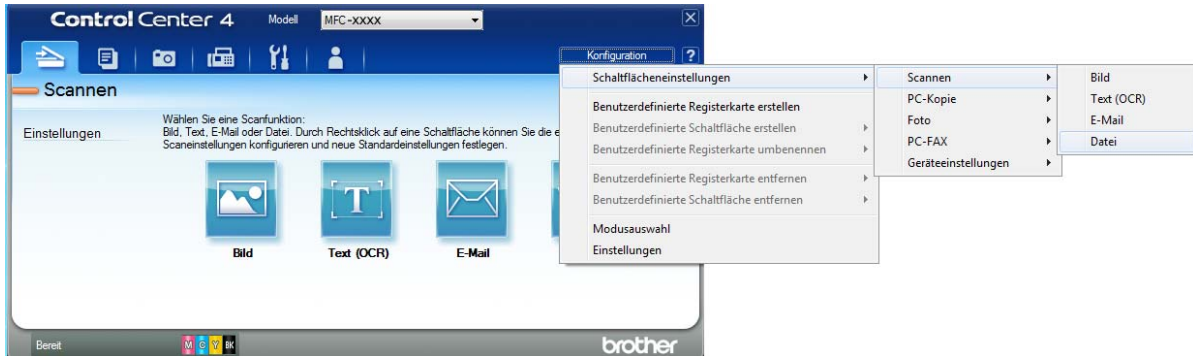 Control Center 4 Modell MFC-XXXX
Konfiguration ?
Scannen
Einstellungen
Wählen Sie eine Scanfunktion:
Bild, Text, E-Mail oder Datei. Durch Rechtsklick auf eine Schaltfläche können Sie die e
Scaneinstellungen konfigurieren und neue Standardeinstellungen festlegen.
T
Bild Text (OCR) E-Mail
Schaltflächeneinstellungen
Benutzerdefinierte Registerkarte erstellen
Benutzerdefinierte Schaltfläche erstellen
Benutzerdefinierte Registerkarte umbenennen
Benutzerdefinierte Registerkarte entfernen
Benutzerdefinierte Schaltfläche entfernen
Modusauswahl
Einstellungen
Scannen
PC-Kopie
Foto
PC-FAX
Geräteeinstellungen
Bild
Text (OCR)
E-Mail
Datei
Bereit M C Y BK brother